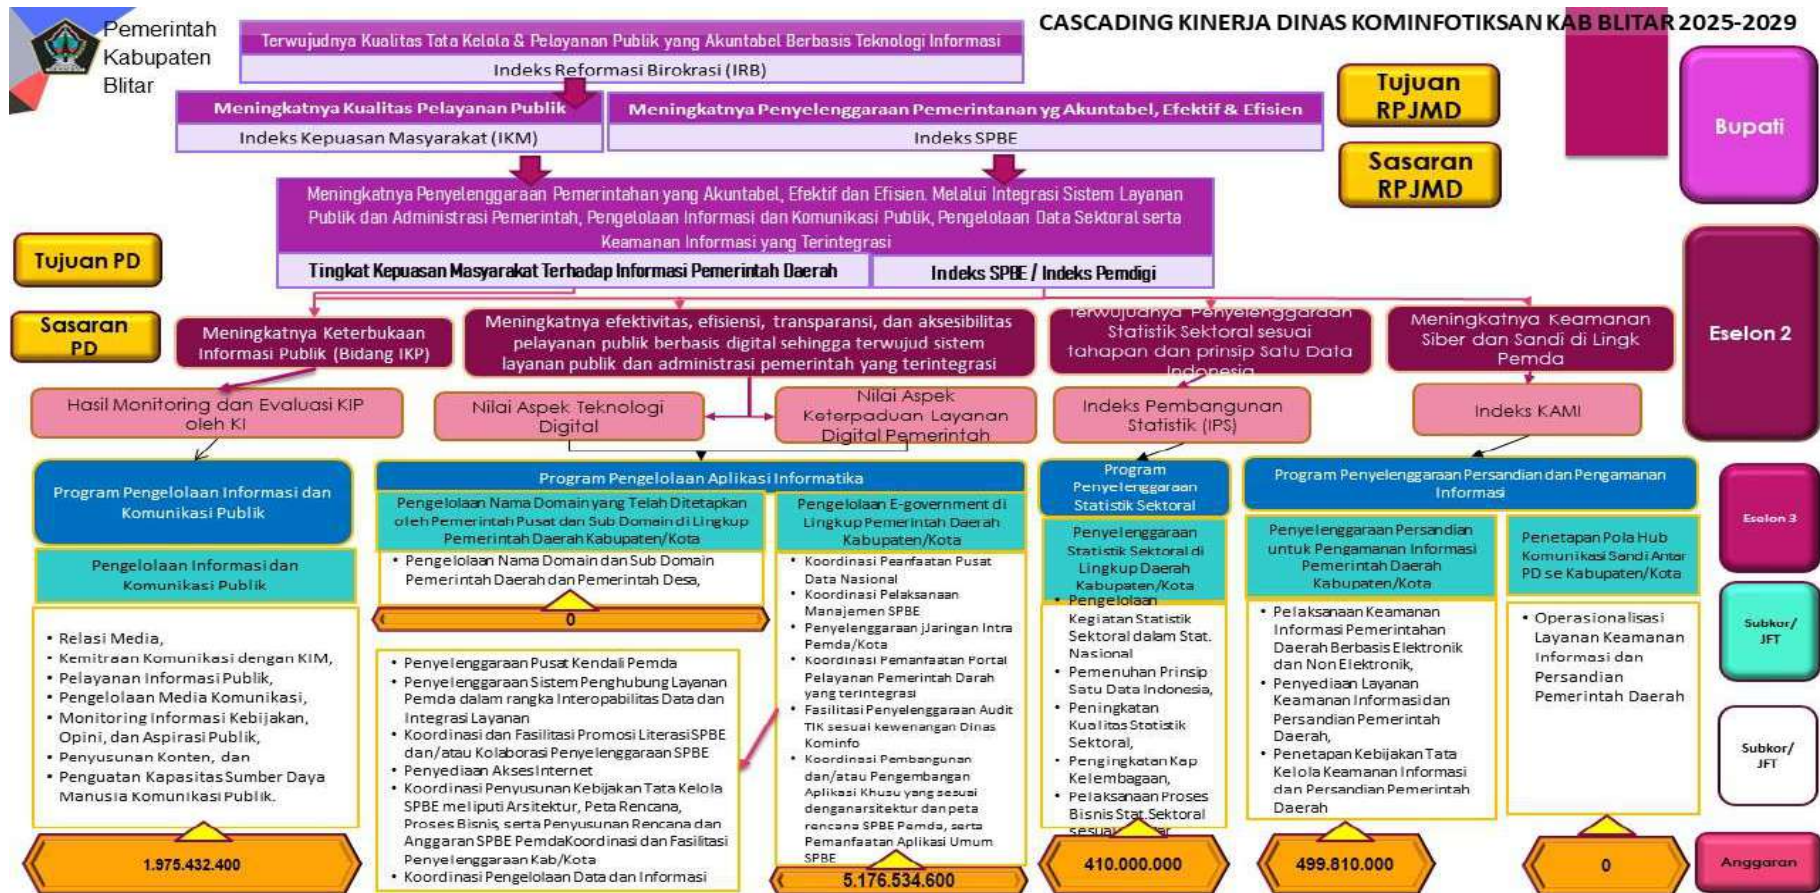 Pemerintah
Kabupaten
Blitar
CASCADING KINERJA DINAS KOMINFOTIKSAN KAB BLITAR 2025-2029
Terwujudnya Kualitas Tata Kelola & Pelayanan Publik yang Akuntabel Berbasis Teknologi Informasi
Indeks Reformasi Birokrasi (IRB)
Meningkatnya Kualitas Pelayanan Publik
Indeks Kepuasan Masyarakat (IKM)
Meningkatnya Penyelenggaraan Pemerintanan yg Akuntabel, Efektif & Efisien
Indeks SPBE
Tujuan
RPJMD
Sasaran
RPJMD
Bupati
Meningkatnya Penyelenggaraan Pemerintahan yang Akuntabel, Efektif dan Efisien. Melalui Integrasi Sistem Layanan
Publik dan Administrasi Pemerintah, Pengelolaan Informasi dan Komunikasi Publik, Pengelolaan Data Sektoral serta
Keamanan Informasi yang Terintegrasi
Tingkat Kepuasan Masyarakat Terhadap Informasi Pemerintah Daerah
Indeks SPBE / Indeks Pemdigi
Tujuan PD
Sasaran
PD
Eselon 2
Meningkatnya Keterbukaan
Informasi Publik (Bidang IKP)
Meningkatnya efektivitas, efisiensi, transparansi, dan aksesibilitas
pelayanan publik berbasis digital sehingga terwujud sistem
layanan publik dan administrasi pemerintah yang terintegrasi
Terwujudnya Penyelenggaraan
Statistik Sektoral sesuai
tahapan dan prinsip Satu Data
Indonesia
Meningkatnya Keamanan
Siber dan Sandi di Lingk
Pemda
Hasil Monitoring dan Evaluasi KIP
oleh KI
Nilai Aspek Teknologi
Digital
Nilai Aspek
Keterpaduan Layanan
Digital Pemerintah
Indeks Pembangunan
Statistik (IPS)
Indeks KAMI
Program Pengelolaan Informasi dan
Komunikasi Publik
Pengelolaan Informasi dan
Komunikasi Publik
• Relasi Media,
• Kemitraan Komunikasi dengan KIM,
• Pelayanan Informasi Publik,
• Pengelolaan Media Komunikasi,
• Monitoring Informasi Kebijakan,
Opini, dan Aspirasi Publik,
• Penyusunan Konten, dan
• Penguatan Kapasitas Sumber Daya
Manusia Komunikasi Publik.
1.975.432.400
Program Pengelolaan Aplikasi Informatika
Pengelolaan Nama Domain yang Telah Ditetapkan
oleh Pemerintah Pusat dan Sub Domain di Lingkup
Pemerintah Daerah Kabupaten/Kota
• Pengelolaan Nama Domain dan Sub Domain
Pemerintah Daerah dan Pemerintah Desa,
0
• Penyelenggaraan Pusat Kendali Pemda
• Penyelenggaraan Sistem Penghubung Layanan
Pemda dalam rangka Interopabilitas Data dan
Integrasi Layanan
• Koordinasi dan Fasilitasi Promosi Literasi SPBE
dan/atau Kolaborasi Penyelenggaraan SPBE
• Penyediaan Akses Internet
• Koordinasi Penyusunan Kebijakan Tata Kelola
SPBE meliputi Arsitektur, Peta Rencana,
Proses Bisnis, serta Penyusunan Rencana dan
Anggaran SPBE PemdaKoordinasi dan Fasilitasi
Penyelenggaraan Kab/Kota
• Koordinasi Pengelolaan Data dan Informasi
Pengelolaan E-government di
Lingkup Pemerintah Daerah
Kabupaten/Kota
• Koordinasi Peanfaatan Pusat
Data Nasional
• Koordinasi Pelaksanaan
Manajemen SPBE
• Penyelenggaraan jJaringan Intra
Pemda/Kota
• Koordinasi Pemanfaatan Portal
Pelayanan Pemerintah Darah
yang terintegrasi
• Fasilitasi Penyelenggaraan Audit
TIK sesuai kewenangan Dinas
Kominfo
• Koordinasi Pembangunan
dan/atau Pengembangan
Aplikasi Khusu yang sesuai
denganarsitektur dan peta
rencana SPBE Pemda, serta
Pemanfaatan Aplikasi Umum
SPBE
5.176.534.600
Program
Penyelenggaraan
Statistik Sektoral
Penyelenggaraan
Statistik Sektoral di
Lingkup Daerah
Kabupaten/Kota
• Pengelolaan
Kegiatan Statistik
Sektoral dalam Stat.
Nasional
• Pemenuhan Prinsip
Satu Data Indonesia,
• Peningkatan
Kualitas Statistik
Sektoral,
• Pengingkatan Kap
Kelembagaan,
• Pelaksanaan Proses
Bisnis Stat.Sektoral
410.000.000
Program Penyelenggaraan Persandian dan Pengamanan
Informasi
Penyelenggaraan Persandian
untuk Pengamanan Informasi
Pemerintah Daerah
Kabupaten/Kota
• Pelaksanaan Keamanan
Informasi Pemerintahan
Daerah Berbasis Elektronik
dan Non Elektronik,
• Penyediaan Layanan
Keamanan Informasi dan
Persandian Pemerintah
Daerah,
• Penetapan Kebijakan Tata
Kelola Keamanan Informasi
dan Persandian Pemerintah
Daerah
499.810.000
Penetapan Pola Hub
Komunikasi Sandi Antar
PD se Kabupaten/Kota
• Operasionalisasi
Layanan Keamanan
Informasi dan
Persandian
Pemerintah Daerah
0
Eselon 3
Subkor/
JFT
Subkor/
JFT
Anggaran